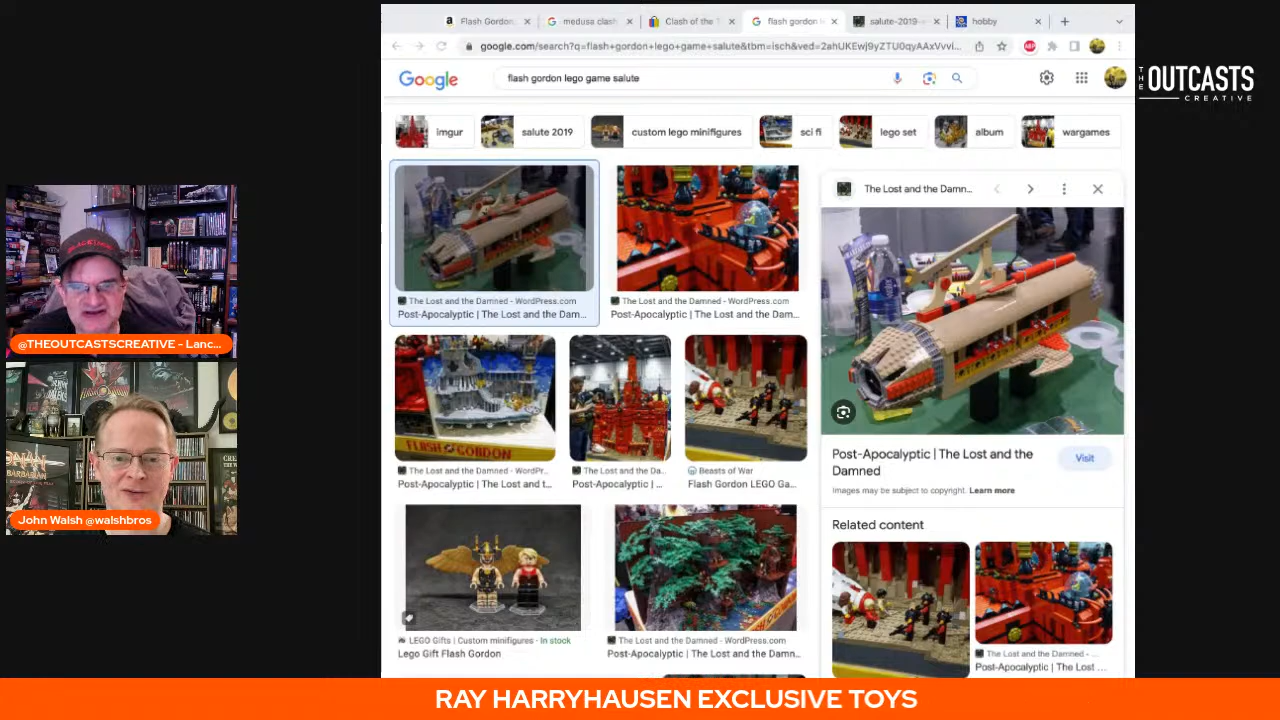 Flash Gordon
medusa clash
Clash of the T
flash gordon l
salute-2019
hobby
google.com/search?q=flash+gordon+lego+game+salute&tbm=isch&ved=2ahUKEwj9yZTU0qyAAxVvvi...
ABP
Google
flash gordon lego game salute
THE OUTCASTS
CREATIVE
imgur
salute 2019
custom lego minifigures
sci fi
lego set
album
wargames
The Lost and the Damn...
The Lost and the Damned - WordPress.com
Post-Apocalyptic | The Lost and the Dam...
The Lost and the Damned - WordPress.com
Post-Apocalyptic | The Lost and the Dam...
@THEOUTCASTSCREATIVE - Lanc...
FLASH GORDON
The Lost and the Damned - WordPr...
Post-Apocalyptic | The Lost and t...
The Lost and the Da...
Post-Apocalyptic | ...
Beasts of War
Flash Gordon LEGO Ga...
Post-Apocalyptic | The Lost and the
Damned
Visit
Images may be subject to copyright. Learn more
John Walsh @walshbros
Related content
LEGO Gifts | Custom minifigures · In stock
Lego Gift Flash Gordon
The Lost and the Damned - WordPress.com
Post-Apocalyptic | The Lost and the Damn...
The Lost and the Damned - ...
Post-Apocalyptic | The Lost ...
RAY HARRYHAUSEN EXCLUSIVE TOYS